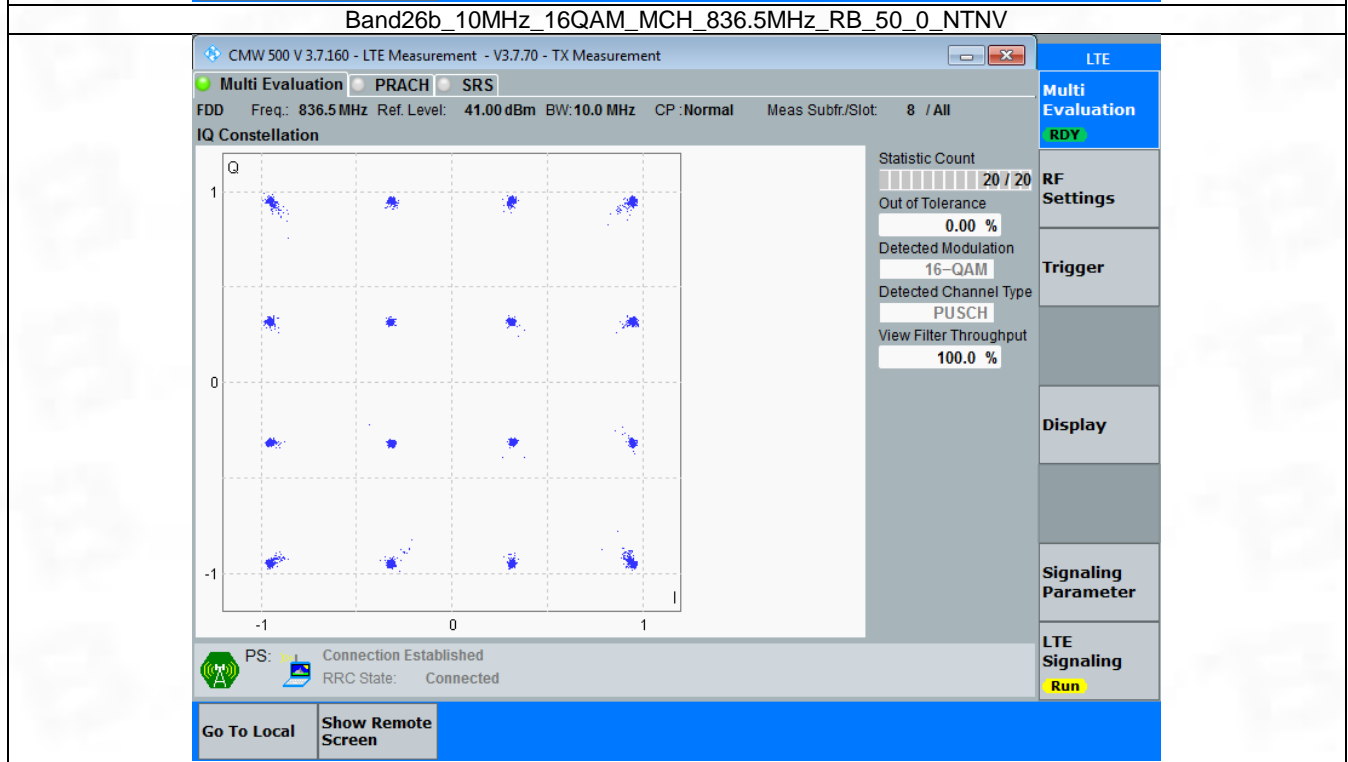 Band26b_10MHz_16QAM_MCH_836.5MHz_RB_50_0_NTNV
CMW 500 V 3.7.160 - LTE Measurement - V3.7.70 - TX Measurement
LTE
Multi Evaluation PRACH SRS
FDD Freq.: 836.5 MHz Ref. Level: 41.00 dBm BW: 10.0 MHz CP : Normal Meas Subfr./Slot: 8 / All
IQ Constellation
Q
1
0
-1
I
-1 0 1
Statistic Count
20 / 20
Out of Tolerance
0.00 %
Detected Modulation
16-QAM
Detected Channel Type
PUSCH
View Filter Throughput
100.0 %
Multi
Evaluation
RDY
RF
Settings
Trigger
Display
Signaling
Parameter
LTE
Signaling
Run
PS: Connection Established
RRC State: Connected
Go To Local
Show Remote
Screen